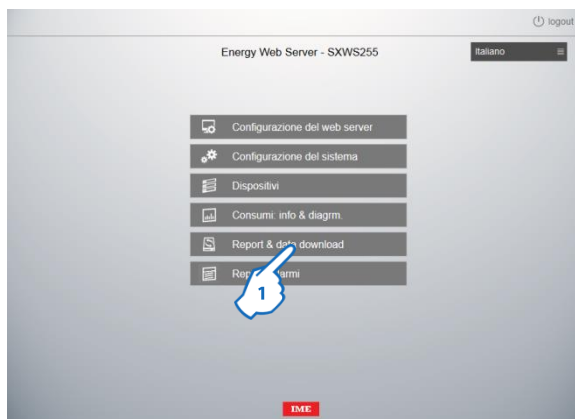 logout
Energy Web Server - SXWS255
Italiano
Configurazione del web server
Configurazione del sistema
Dispositivi
Consumi: info & diagrm.
Report & data download
1
IME